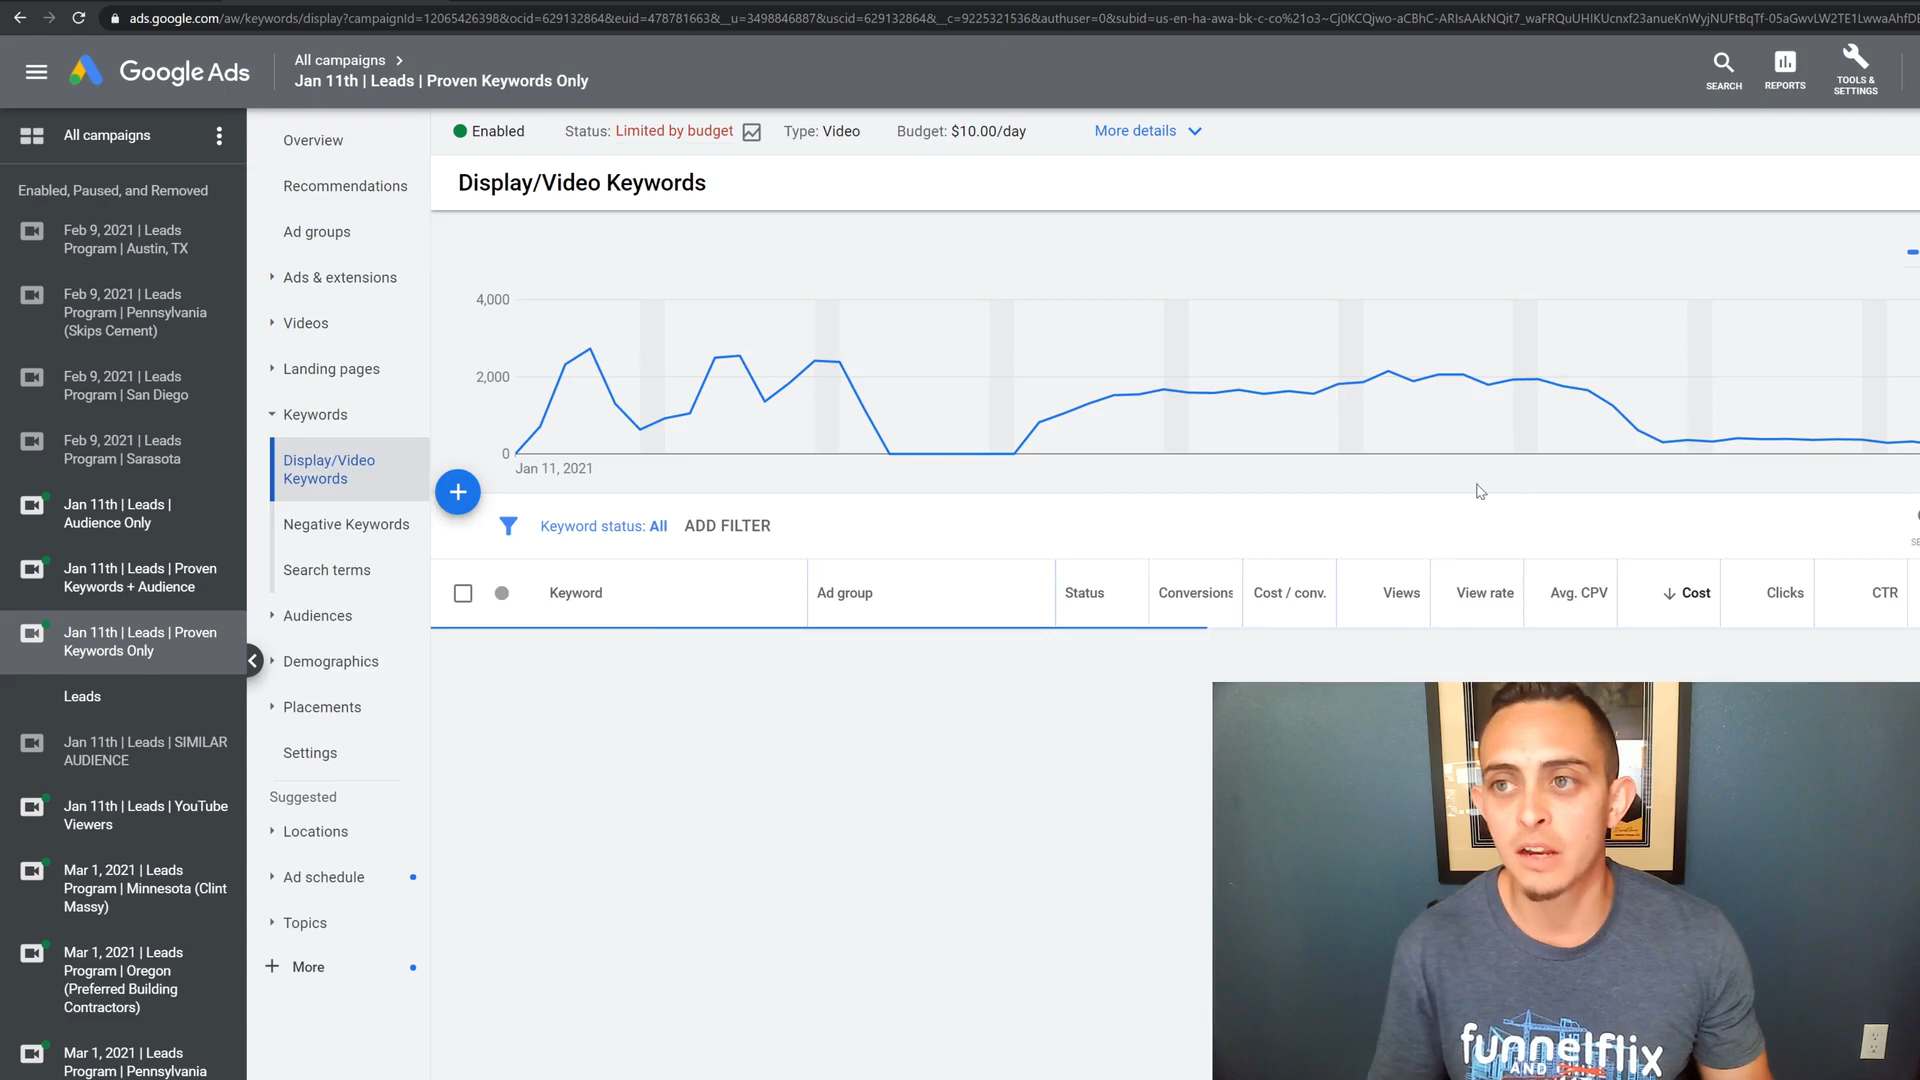 ads.google.com/aw/keywords/display?campaignId=12065426398&ocid=629132864&euid=478781663&__u=3498846887&uscid=629132864&__c=9225321536&authuser=0&subid=us-en-ha-awa-bk-c-co%21o3~Cj0KCQjwo-aCBhC-ARIsAAkNQit7_waFRQuUHIKUcnxf23anueKnWyjNUFtBqTf-05aGwvLW2TE1LwwaAhfDE
Google Ads
All campaigns
Jan 11th | Leads | Proven Keywords Only
SEARCH
REPORTS
TOOLS &
SETTINGS
All campaigns
Enabled, Paused, and Removed
Feb 9, 2021 | Leads
Program | Austin, TX
Feb 9, 2021 | Leads
Program | Pennsylvania
(Skips Cement)
Feb 9, 2021 | Leads
Program | San Diego
Feb 9, 2021 | Leads
Program | Sarasota
Jan 11th | Leads |
Audience Only
Jan 11th | Leads | Proven
Keywords + Audience
Jan 11th | Leads | Proven
Keywords Only
Leads
Jan 11th | Leads | SIMILAR
AUDIENCE
Jan 11th | Leads | YouTube
Viewers
Mar 1, 2021 | Leads
Program | Minnesota (Clint
Massy)
Mar 1, 2021 | Leads
Program | Oregon
(Preferred Building
Contractors)
Mar 1, 2021 | Leads
Program | Pennsylvania
Overview
Recommendations
Ad groups
Ads & extensions
Videos
Landing pages
Keywords
Display/Video
Keywords
Negative Keywords
Search terms
Audiences
Demographics
Placements
Settings
Suggested
Locations
Ad schedule
Topics
More
Enabled Status: Limited by budget Type: Video Budget: $10.00/day More details
Display/Video Keywords
4,000
2,000
0
Jan 11, 2021
Keyword status: All ADD FILTER
SE
Keyword Ad group Status Conversions Cost / conv. Views View rate Avg. CPV Cost Clicks CTR
funnelflix
AND